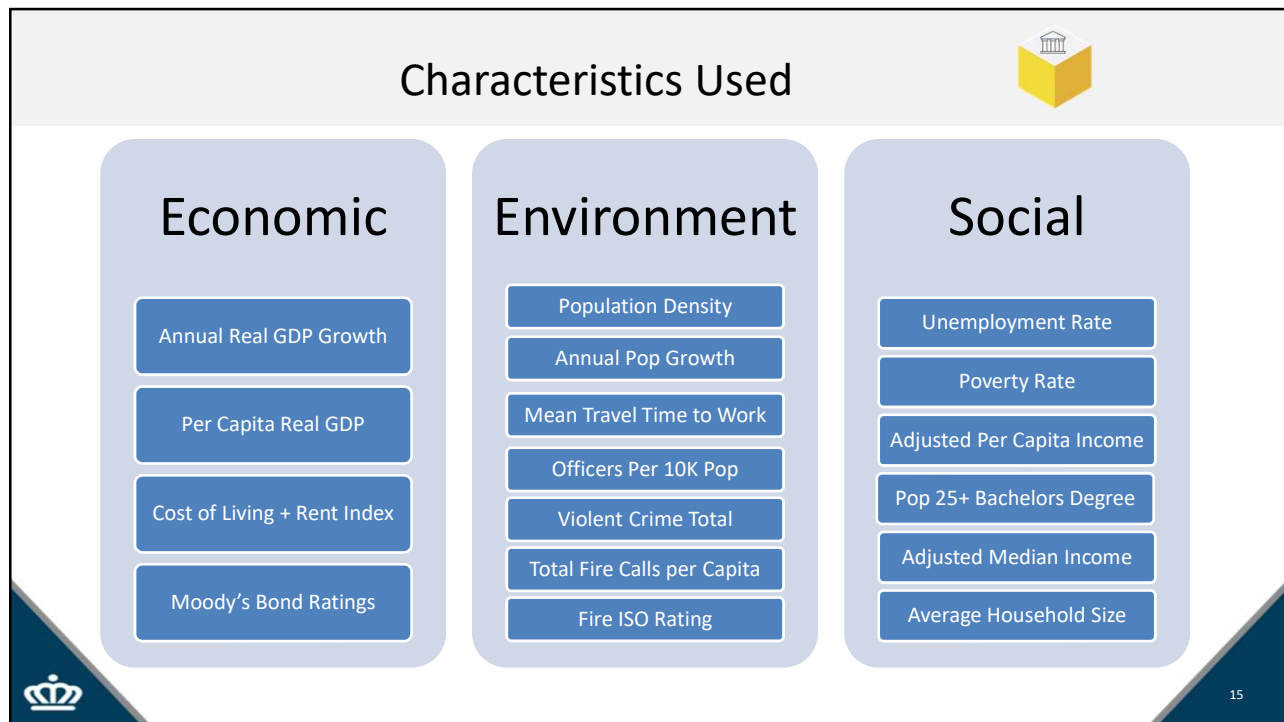 Characteristics Used
Economic
Annual Real GDP Growth
Per Capita Real GDP
Cost of Living + Rent Index
Moody’s Bond Ratings
Environment
Population Density
Annual Pop Growth
Mean Travel Time to Work
Officers Per 10K Pop
Violent Crime Total
Total Fire Calls per Capita
Fire ISO Rating
Social
Unemployment Rate
Poverty Rate
Adjusted Per Capita Income
Pop 25+ Bachelors Degree
Adjusted Median Income
Average Household Size
15